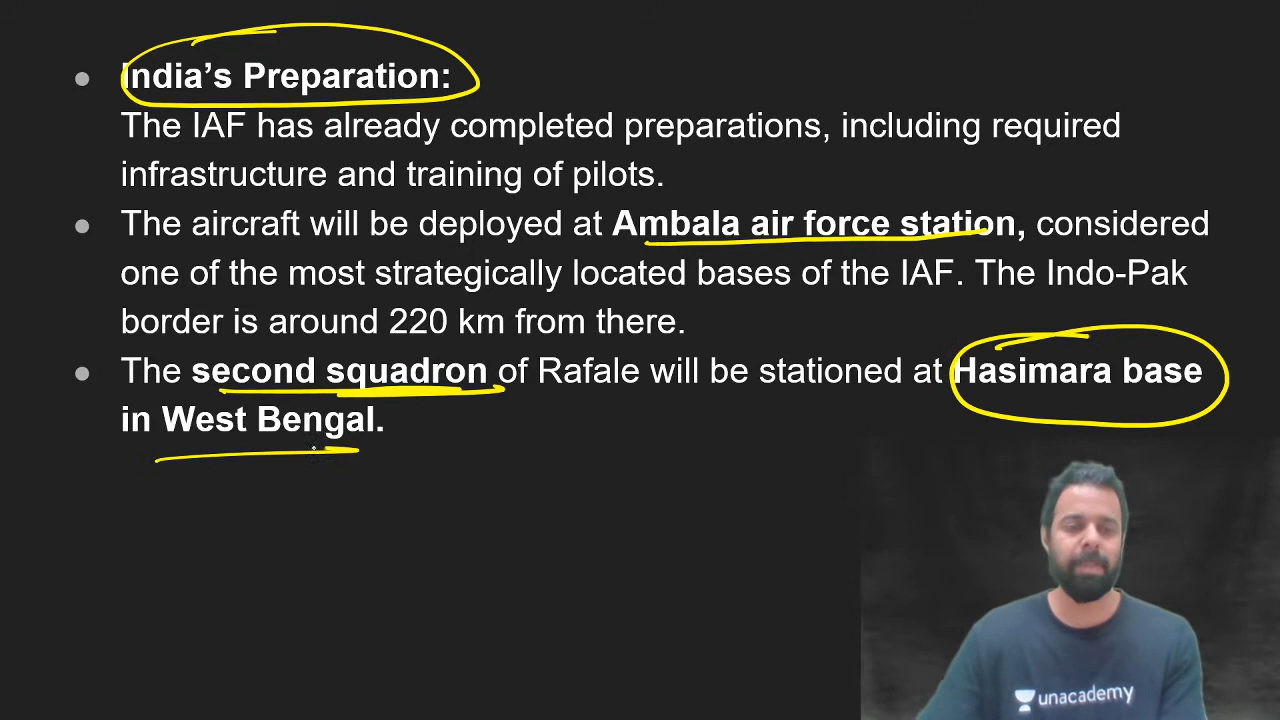 ● India's Preparation:
The IAF has already completed preparations, including required
infrastructure and training of pilots.
● The aircraft will be deployed at Ambala air force station, considered
one of the most strategically located bases of the IAF. The Indo-Pak
border is around 220 km from there.
● The second squadron of Rafale will be stationed at Hasimara base
in West Bengal.
unacademy